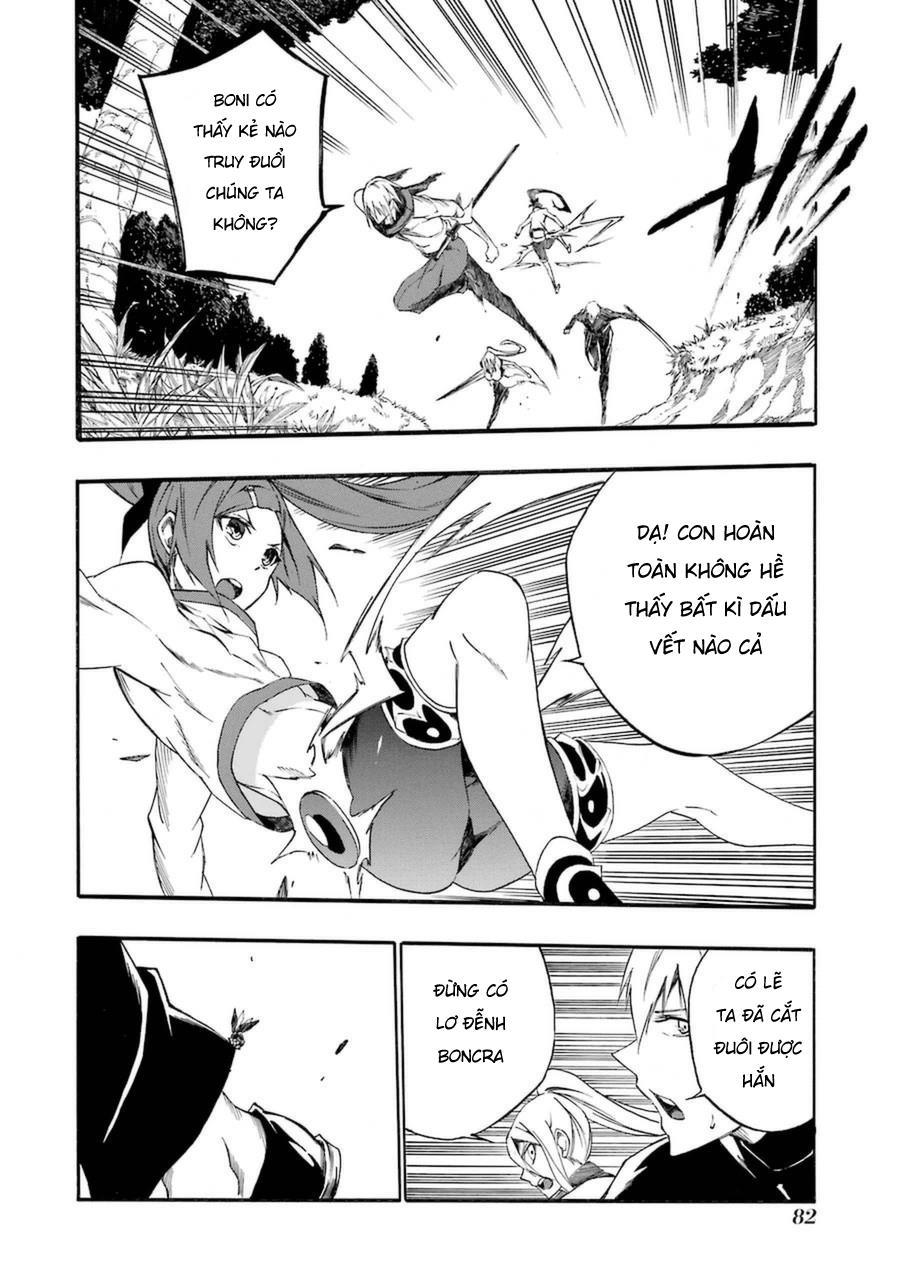 BONI CÓ
THẤY KẺ NÀO
TRUY ĐUỔI
CHÚNG TA
KHÔNG?
DẠ! CON HOÀN
TOÀN KHÔNG HỀ
THẤY BẤT KÌ DẤU
VẾT NÀO CẢ
CÓ LẼ
TA ĐÃ CẮT
ĐUÔI ĐƯỢC
HẮN
ĐỪNG CÓ
LƠ ĐỄNH
BONCRA
82